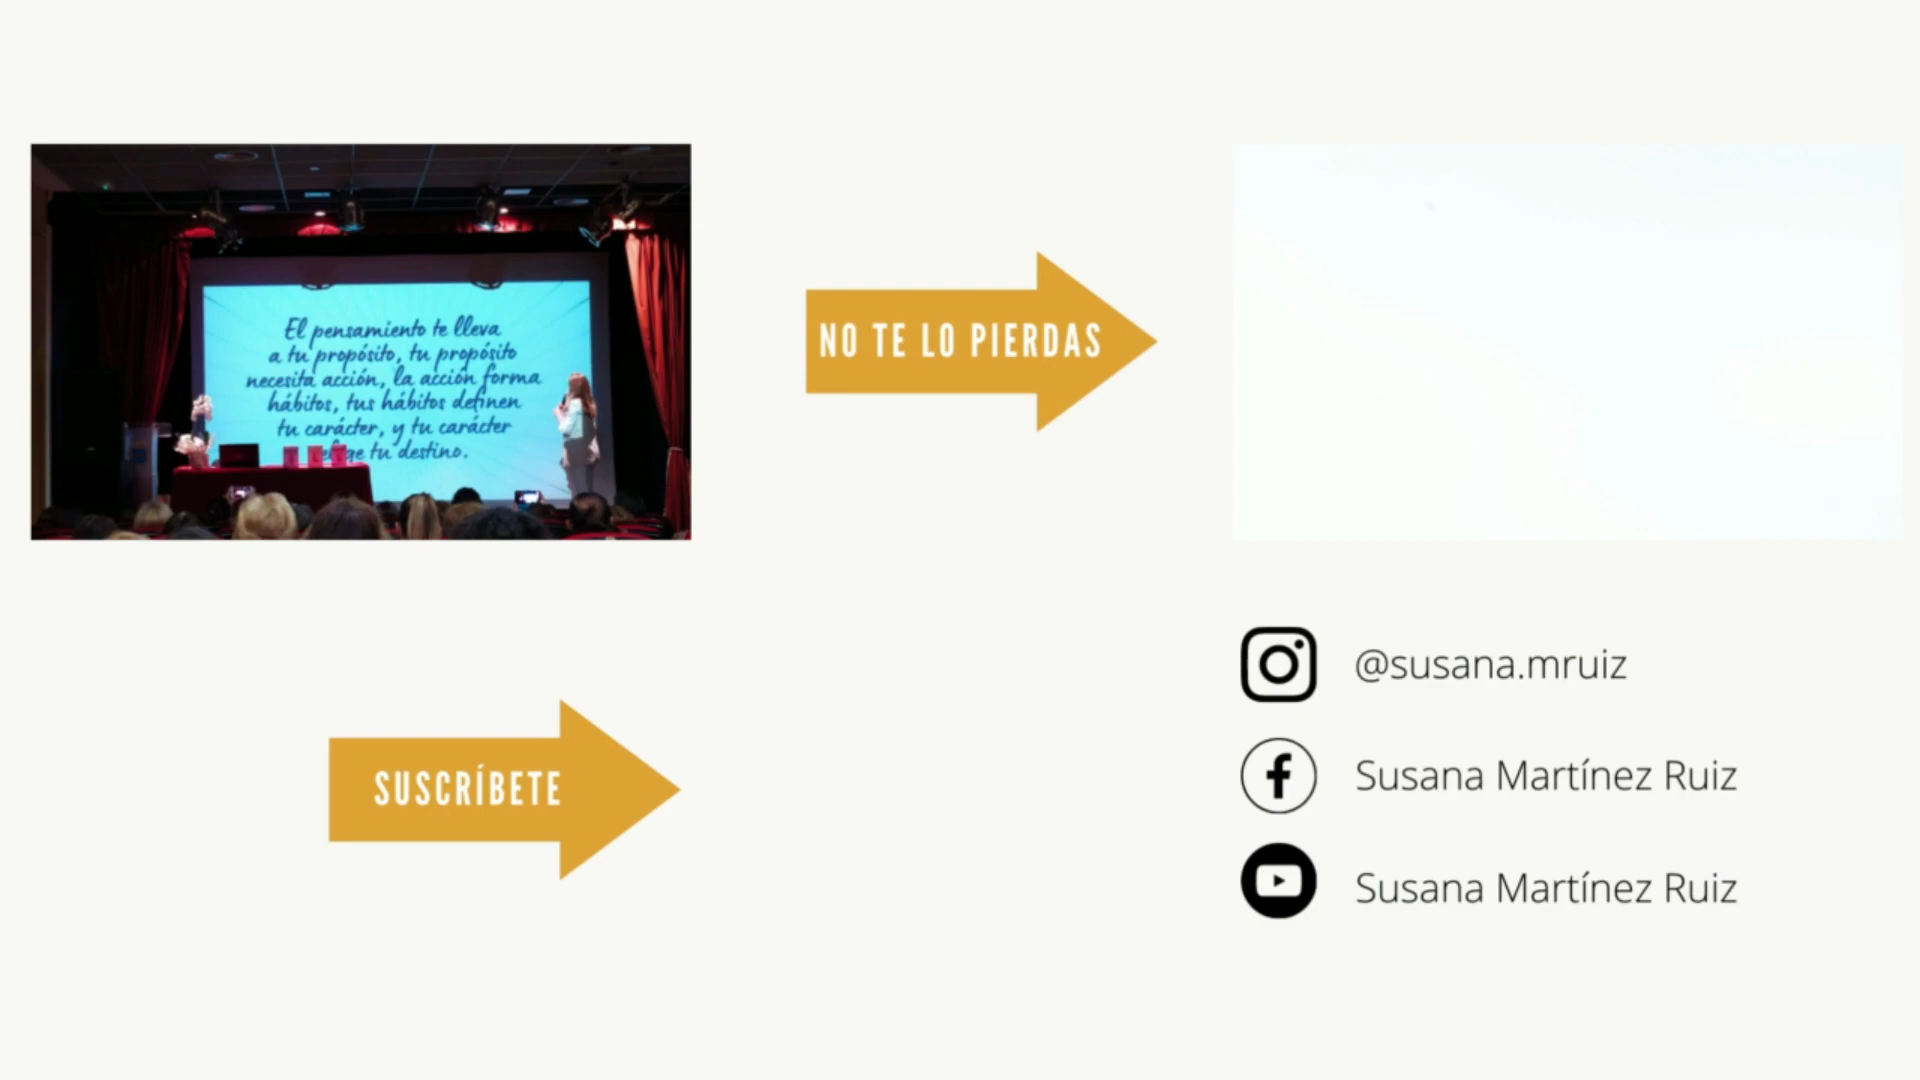 El pensamiento te lleva
a tu propósito, tu propósito
necesita acción, la acción forma
hábitos, tus hábitos definen
tu carácter, y tu carácter
tu destino.
NO TE LO PIERDAS
SUSCRÍBETE
@susana.mruiz
Susana Martínez Ruiz
Susana Martínez Ruiz